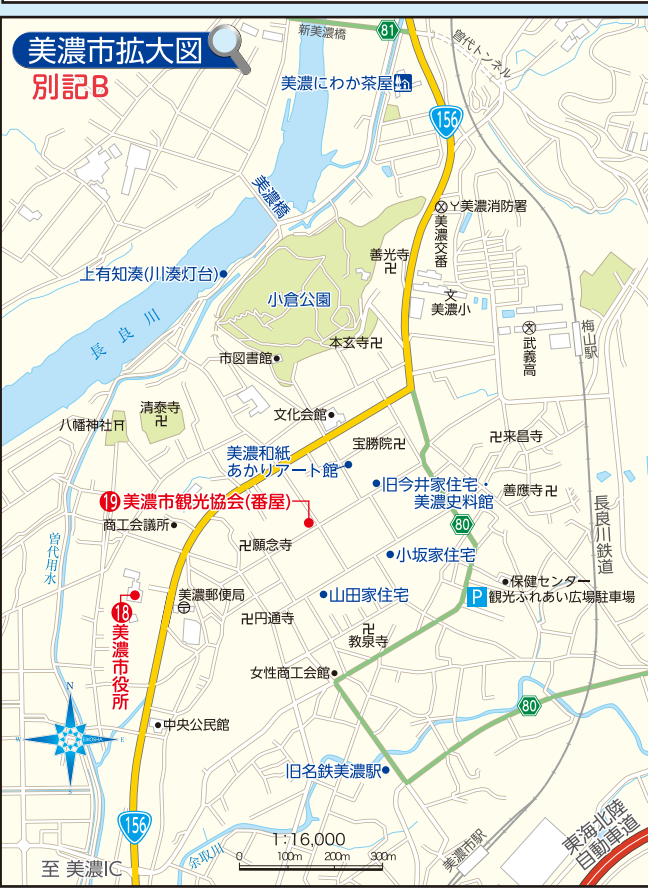 美濃市拡大図
別記B
新美濃橋
81
曽代トンネル
美濃にわか茶屋
156
美濃橋
Y美濃消防署
美濃交番
善光寺
上有知湊(川湊灯台)
小倉公園
文
美濃小
長良川
本玄寺
文
武義高
梅山駅
市図書館
八幡神社
清泰寺
文化会館
宝勝院
来昌寺
美濃和紙
あかりアート館
旧今井家住宅・
美濃史料館
善應寺
19 美濃市観光協会(番屋)
商工会議所
80
長良川鉄道
曽代用水
願念寺
小坂家住宅
保健センター
P 観光ふれあい広場駐車場
美濃郵便局
山田家住宅
18
美濃市役所
円通寺
教泉寺
女性商工会館
N
W
E
S
中央公民館
80
旧名鉄美濃駅
156
1:16,000
0 100m 200m 300m
至 美濃IC
余取川
美濃市駅
東海北陸
自動車道